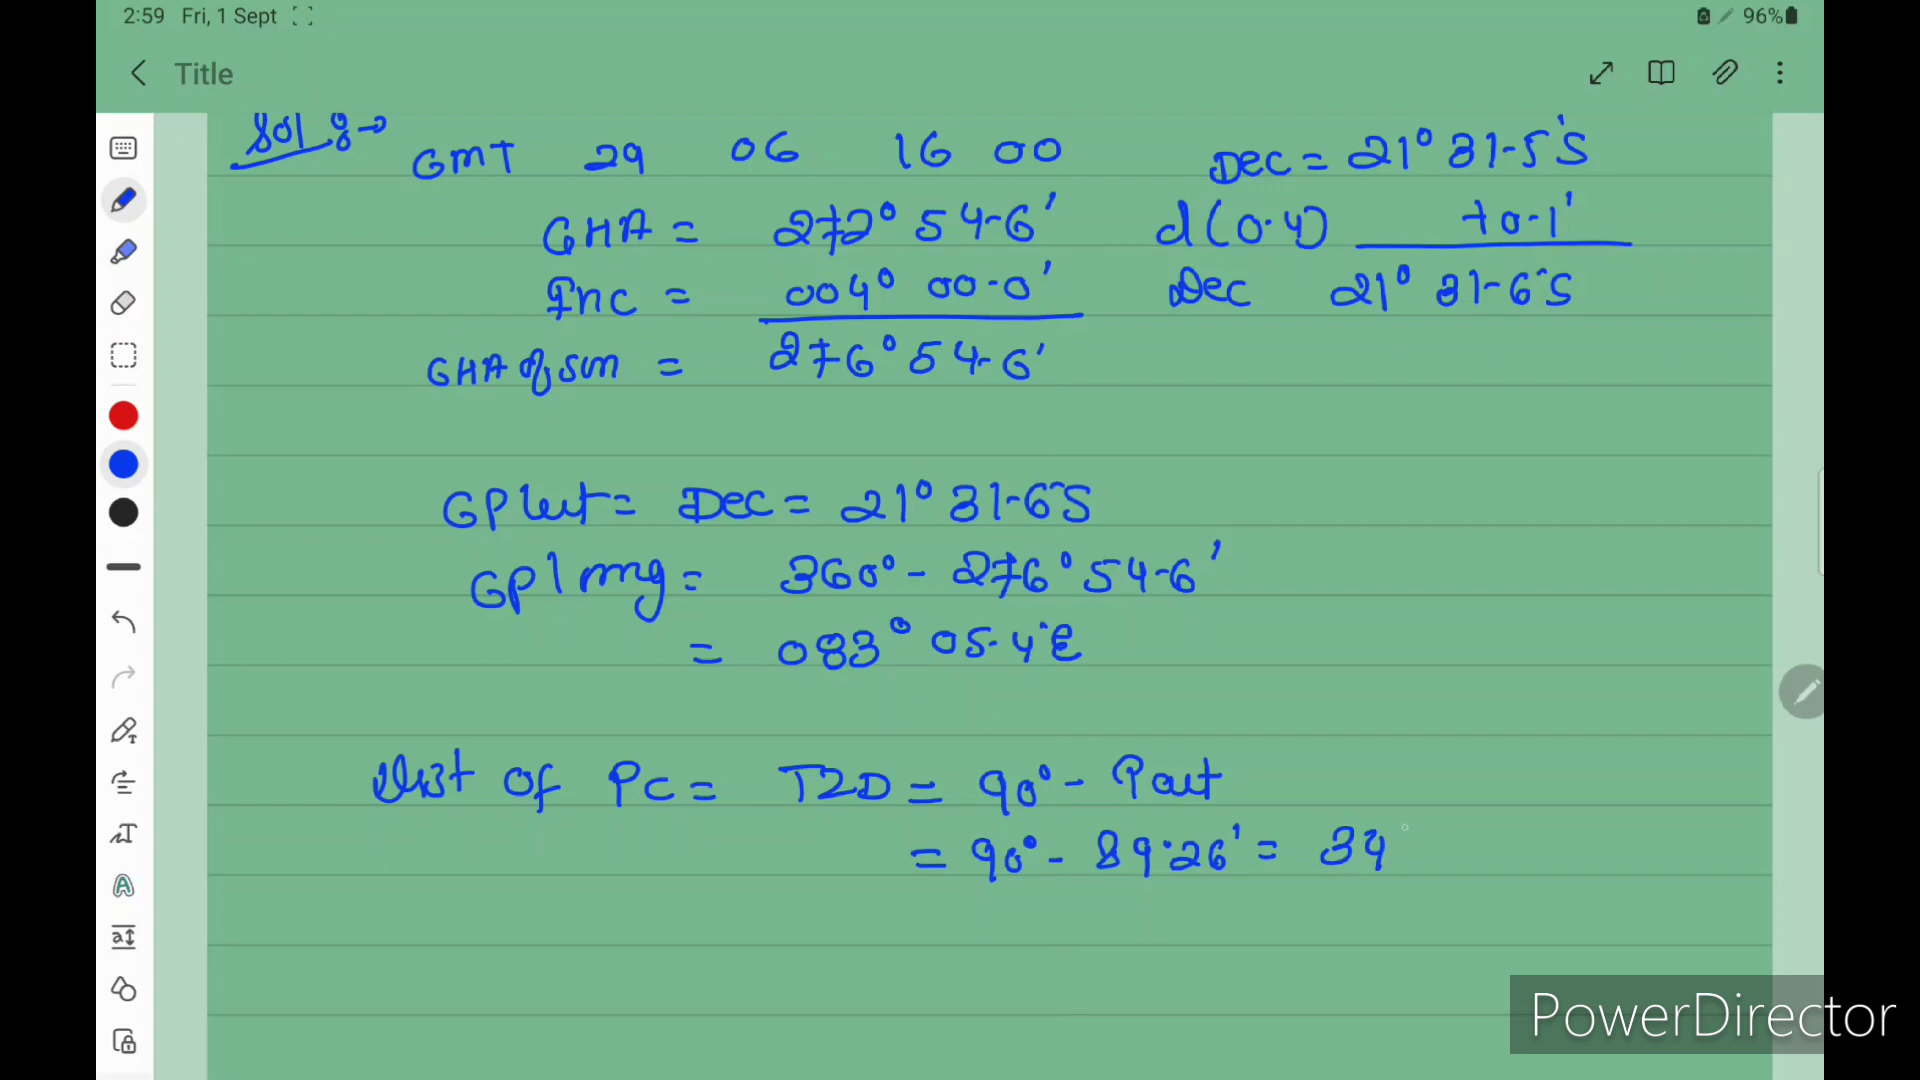 2:59 Fri, 1 Sept 96%
Title
Sol :→
GMT 29 06 16 00 Dec = 21° 31.5'S
GHA = 272° 54.6' d(0.4) +0.1'
Inc = 004° 00.0' Dec 21° 31.6'S
GHA of sun = 276° 54.6'
GP lat = Dec = 21° 31.6'S
GP long = 360° - 276° 54.6'
= 083° 05.4'E
Dist of PC = TZD = 90° - T alt
= 90° - 89°26' = 34
PowerDirector